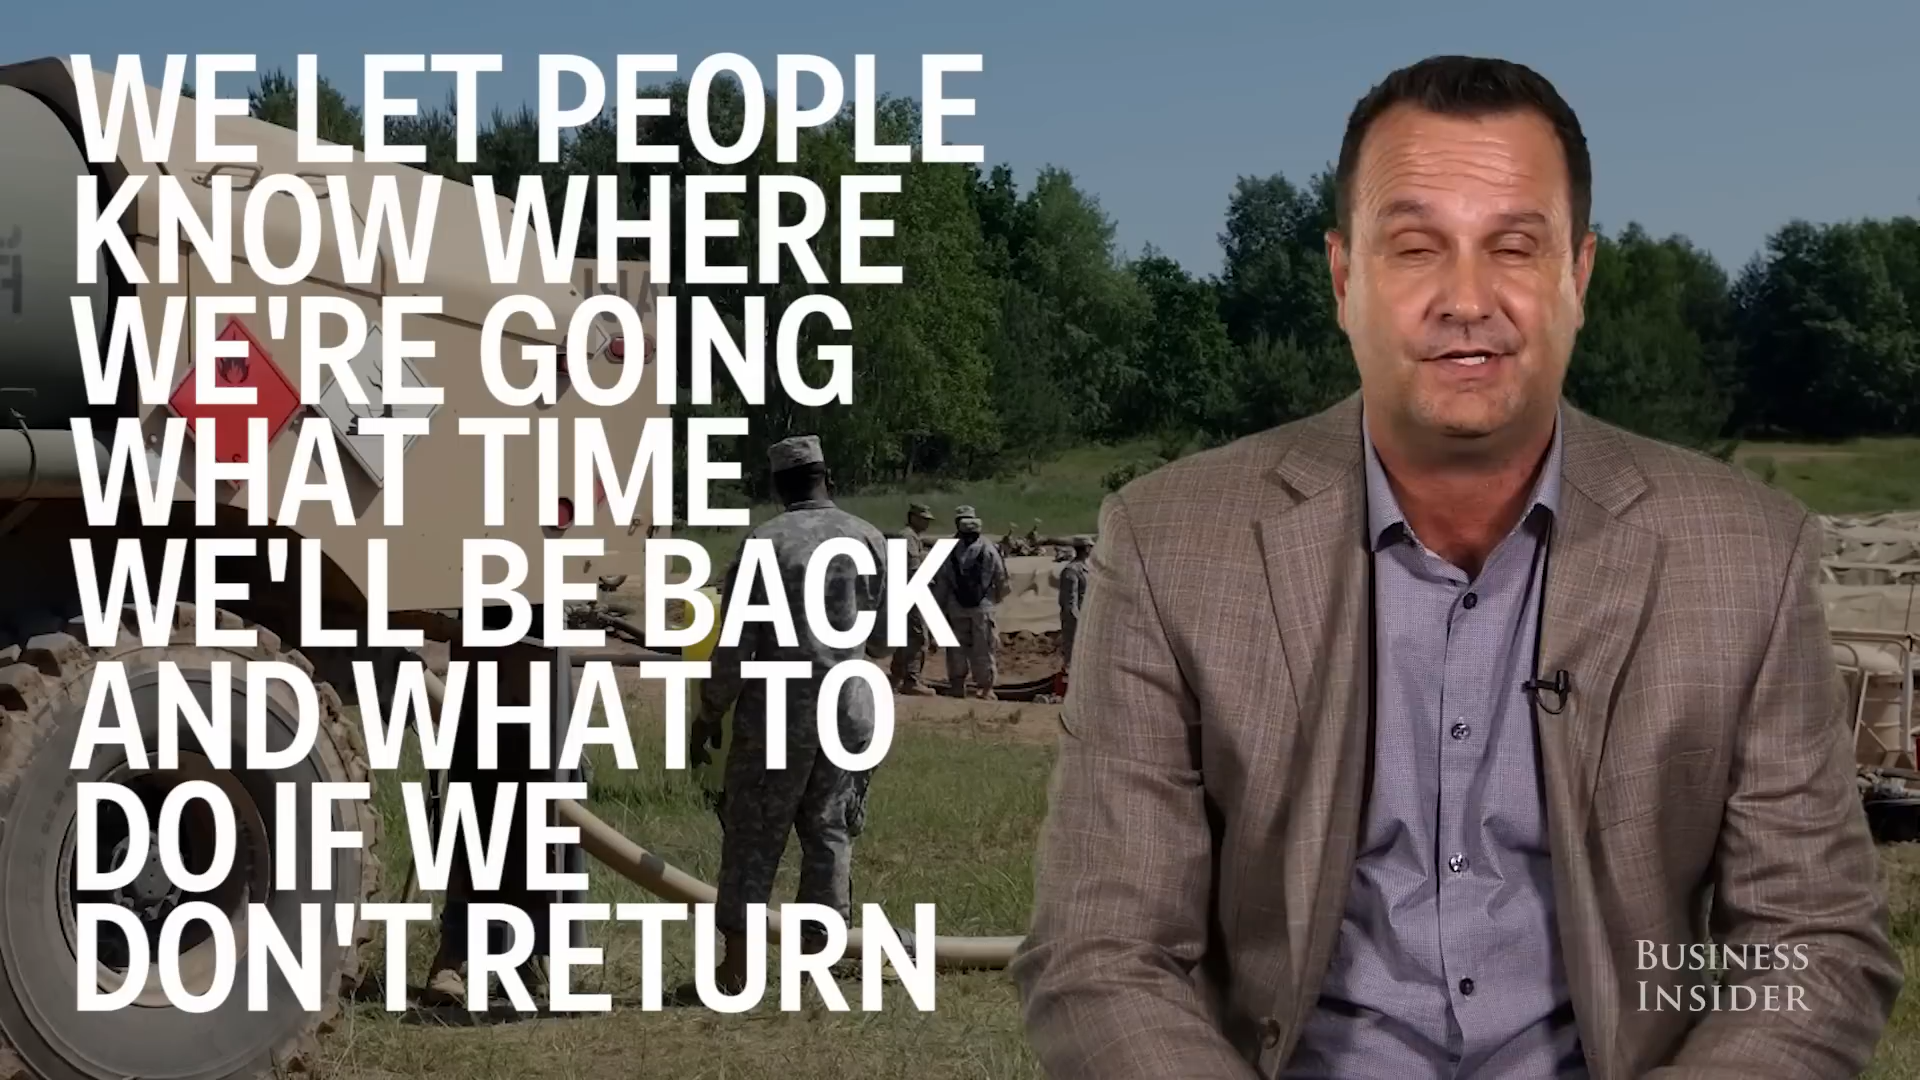 WE LET PEOPLE
KNOW WHERE
WE'RE GOING
WHAT TIME
WE'LL BE BACK
AND WHAT TO
DO IF WE
DON'T RETURN
BUSINESS
INSIDER